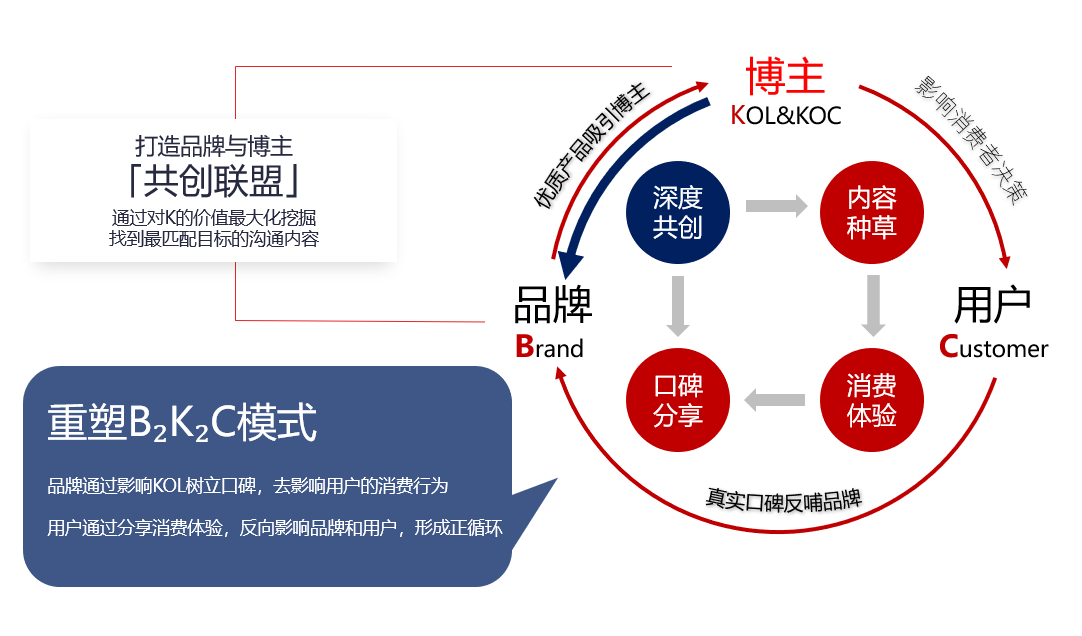 打造品牌与博主
「共创联盟」
通过对K的价值最大化挖掘
找到最匹配目标的沟通内容
博主
KOL&KOC
优质产品吸引博主
影响消费者决策
深度
共创
内容
种草
品牌
Brand
用户
Customer
口碑
分享
消费
体验
真实口碑反哺品牌
重塑B₂K₂C模式
品牌通过影响KOL树立口碑，去影响用户的消费行为
用户通过分享消费体验，反向影响品牌和用户，形成正循环